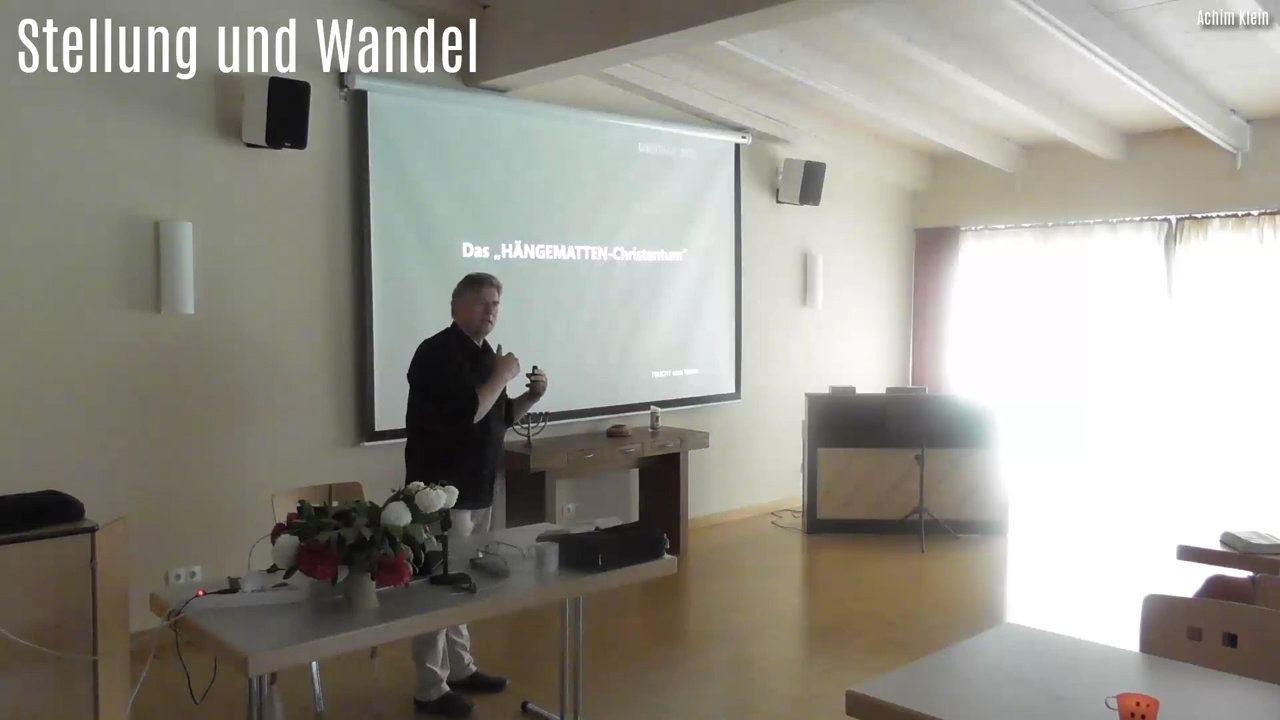 Stellung und Wandel
Achim Klein
Das „HÄNGEMATTEN-Christentum“